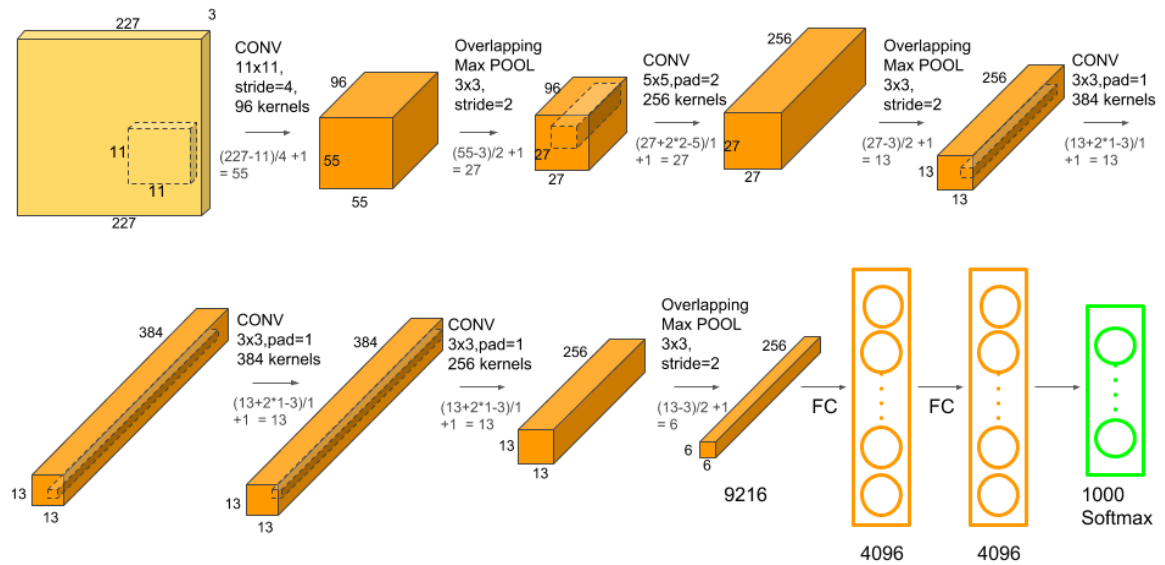 227
3
11
11
227
CONV
11x11,
stride=4,
96 kernels
(227-11)/4 +1
= 55
96
55
55
Overlapping
Max POOL
3x3,
stride=2
(55-3)/2 +1
= 27
96
27
27
CONV
5x5,pad=2
256 kernels
(27+2*2-5)/1
+1 = 27
256
27
27
Overlapping
Max POOL
3x3,
stride=2
(27-3)/2 +1
= 13
256
13
13
CONV
3x3,pad=1
384 kernels
(13+2*1-3)/1
+1 = 13
384
13
13
CONV
3x3,pad=1
384 kernels
(13+2*1-3)/1
+1 = 13
384
13
13
CONV
3x3,pad=1
256 kernels
(13+2*1-3)/1
+1 = 13
256
13
13
Overlapping
Max POOL
3x3,
stride=2
(13-3)/2 +1
= 6
256
6
6
9216
FC
4096
FC
4096
1000
Softmax